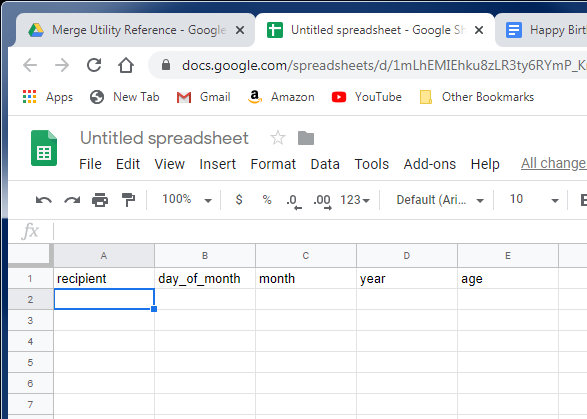 Merge Utility Reference - Google
Untitled spreadsheet - Google Sh
Happy Birt
docs.google.com/spreadsheets/d/1mLhEMIEhku8zLR3ty6RYmP_K
Apps New Tab Gmail Amazon YouTube Other Bookmarks
Untitled spreadsheet
File Edit View Insert Format Data Tools Add-ons Help All change
100% $ % .0 .00 123 Default (Ari... 10 B
fx
A B C D E
1 recipient day_of_month month year age
2
3
4
5
6
7